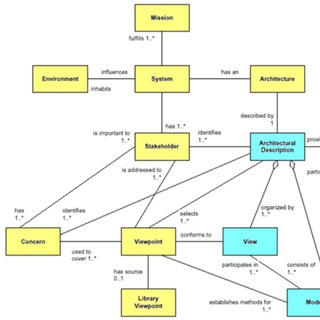 Mission
fulfills 1..*
Environment
influences
inhabits
System
has an
Architecture
has 1..*
described by
1
is important to
1..*
Stakeholder
identifies
1..*
Architectural
Description
is addressed to
1..*
has
1..*
identifies
1..*
selects
1..*
organized by
1..*
Concern
used to
cover 1..*
Viewpoint
conforms to
View
has source
0..1
participates in
1..*
consists of
1..*
Library
Viewpoint
establishes methods for
1..*